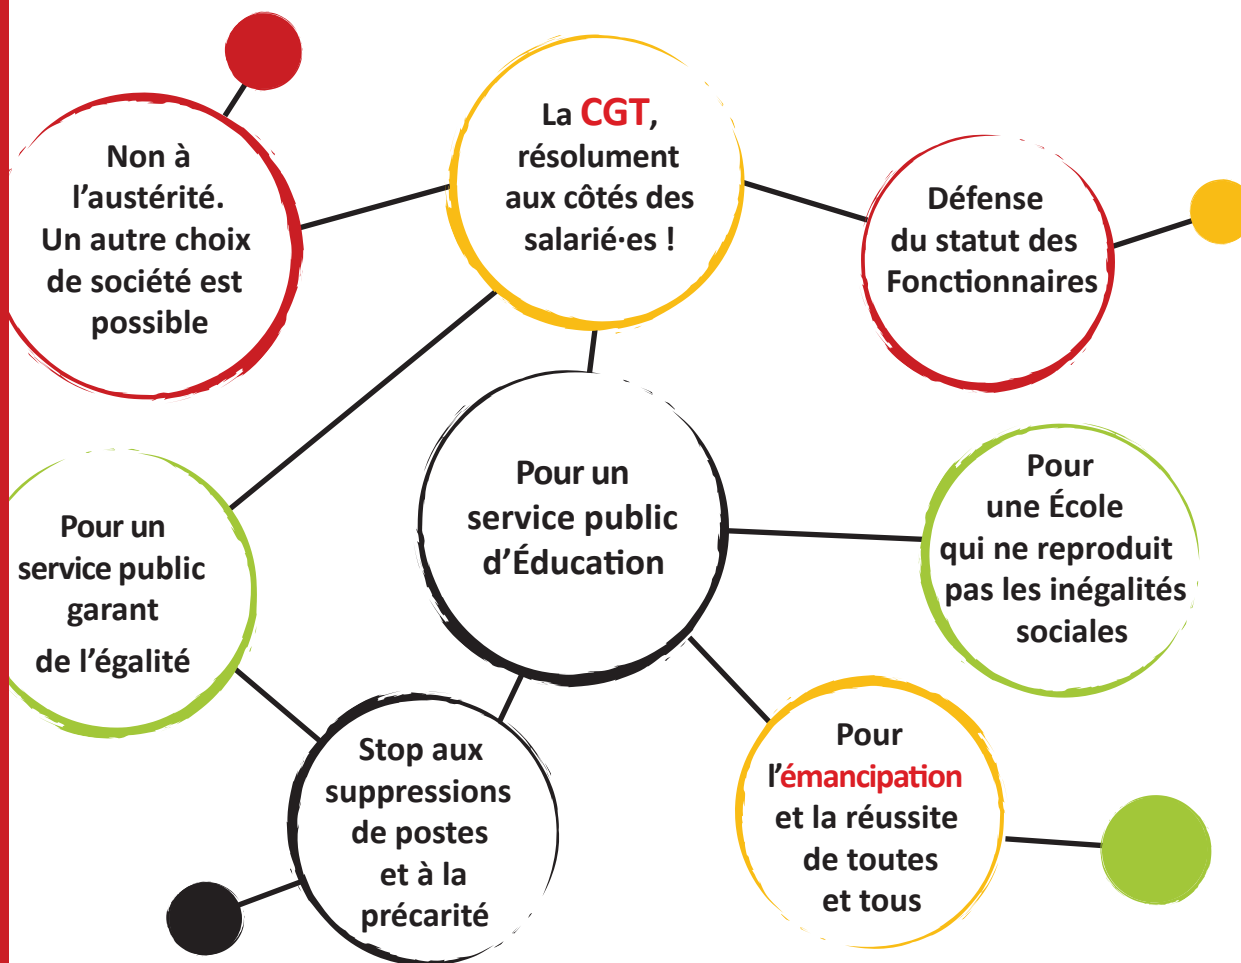 Non à
l'austérité.
Un autre choix
de société est
possible
La CGT,
résolument
aux côtés des
salarié·es !
Défense
du statut des
Fonctionnaires
Pour un
service public
garant
de l'égalité
Pour un
service public
d'Éducation
Pour
une École
qui ne reproduit
pas les inégalités
sociales
Stop aux
suppressions
de postes
et à la
précarité
Pour
l'émancipation
et la réussite
de toutes
et tous